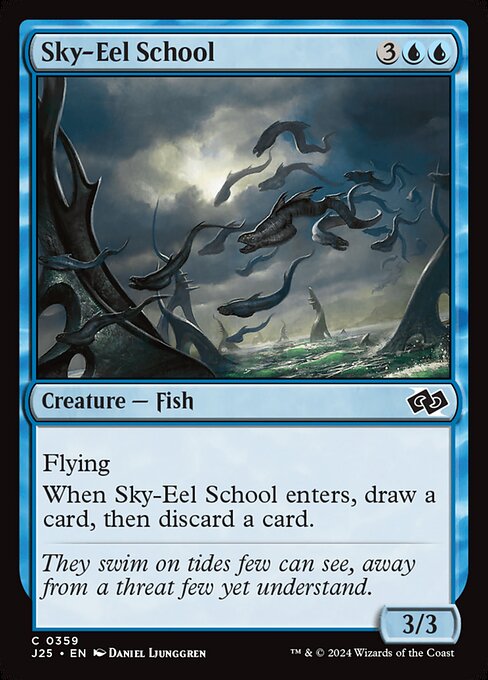 Sky-Eel School 3
Creature — Fish
Flying
When Sky-Eel School enters, draw a
card, then discard a card.
They swim on tides few can see, away
from a threat few yet understand.
3/3
C 0359
J25 • EN Daniel Ljunggren ™ & © 2024 Wizards of the Coast